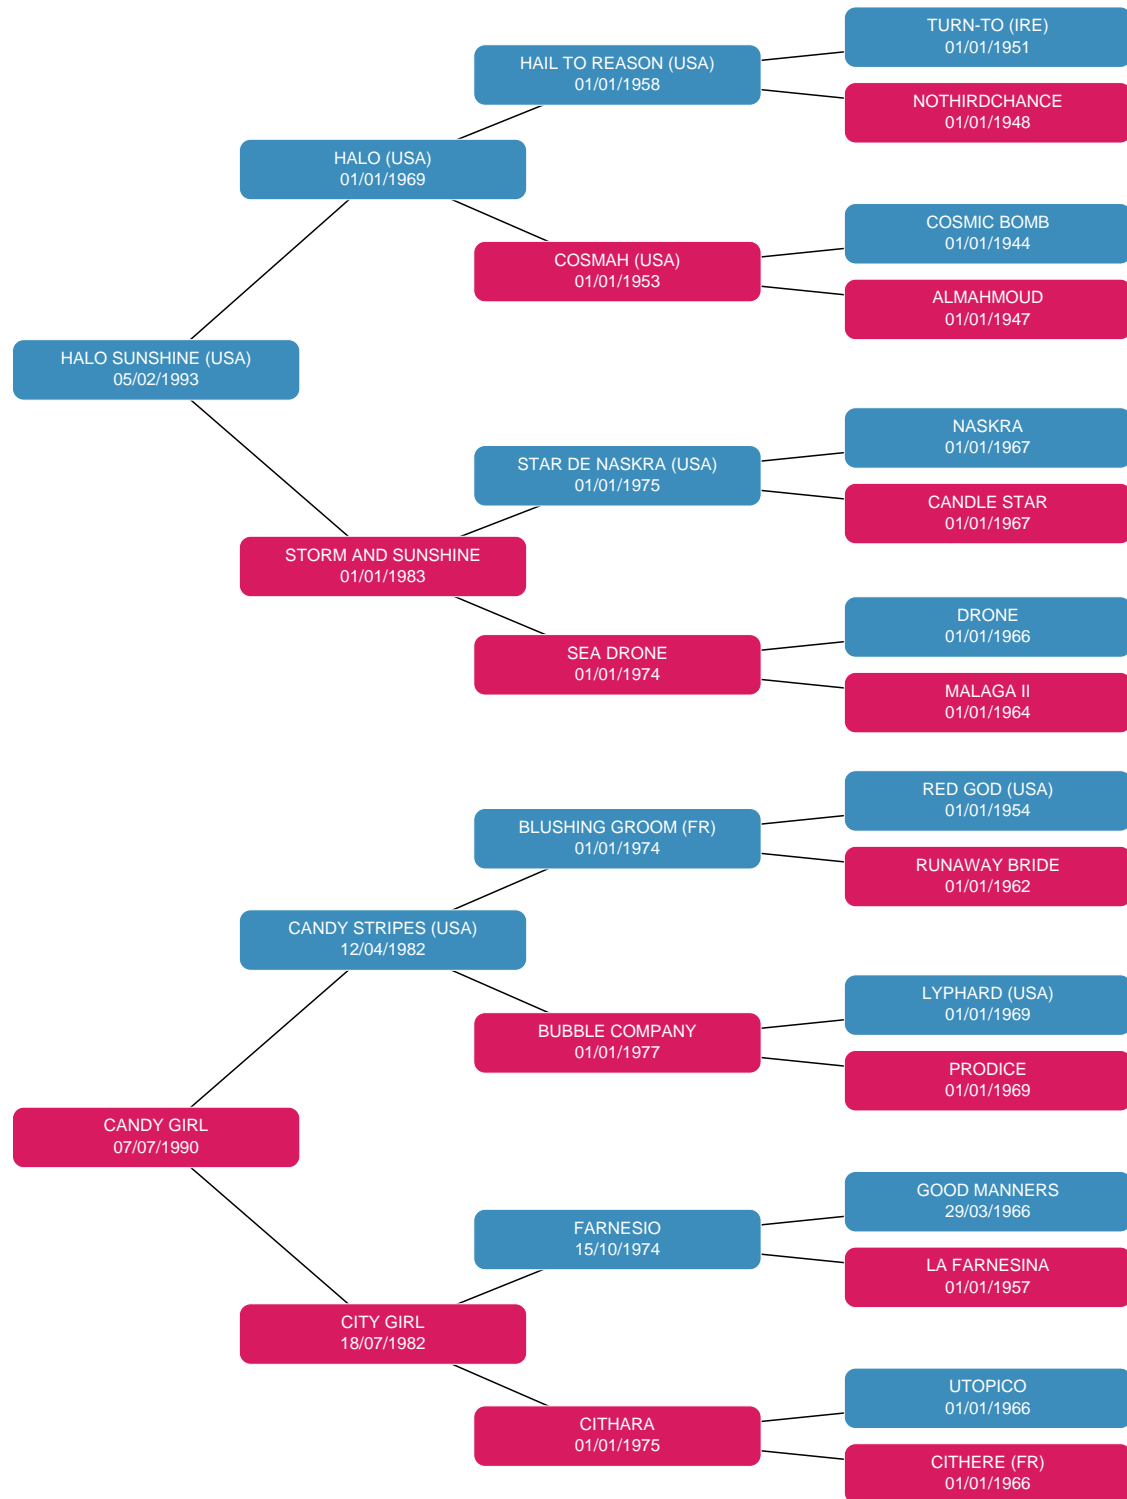 TURN-TO (IRE)
01/01/1951
HAIL TO REASON (USA)
01/01/1958
NOTHIRDCHANCE
01/01/1948
HALO (USA)
01/01/1969
COSMIC BOMB
01/01/1944
COSMAH (USA)
01/01/1953
ALMAHMOUD
01/01/1947
HALO SUNSHINE (USA)
05/02/1993
NASKRA
01/01/1967
STAR DE NASKRA (USA)
01/01/1975
CANDLE STAR
01/01/1967
STORM AND SUNSHINE
01/01/1983
DRONE
01/01/1966
SEA DRONE
01/01/1974
MALAGA II
01/01/1964
RED GOD (USA)
01/01/1954
BLUSHING GROOM (FR)
01/01/1974
RUNAWAY BRIDE
01/01/1962
CANDY STRIPES (USA)
12/04/1982
LYPHARD (USA)
01/01/1969
BUBBLE COMPANY
01/01/1977
PRODICE
01/01/1969
CANDY GIRL
07/07/1990
GOOD MANNERS
29/03/1966
FARNESIO
15/10/1974
LA FARNESINA
01/01/1957
CITY GIRL
18/07/1982
UTOPICO
01/01/1966
CITHARA
01/01/1975
CITHERE (FR)
01/01/1966